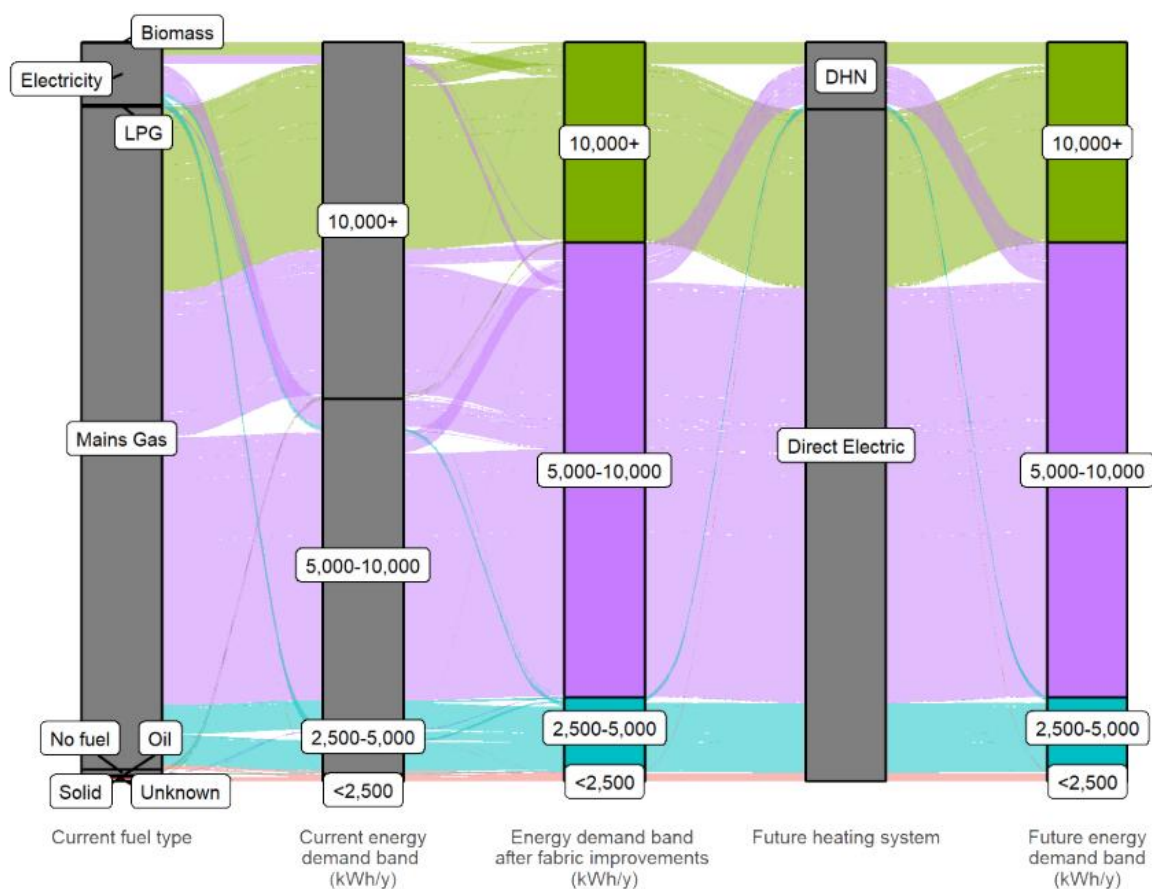 Biomass
Electricity
LPG
Mains Gas
No fuel
Oil
Solid
Unknown
10,000+
5,000-10,000
2,500-5,000
<2,500
10,000+
5,000-10,000
2,500-5,000
<2,500
DHN
Direct Electric
10,000+
5,000-10,000
2,500-5,000
<2,500
Current fuel type
Current energy
demand band
(kWh/y)
Energy demand band
after fabric improvements
(kWh/y)
Future heating system
Future energy
demand band
(kWh/y)